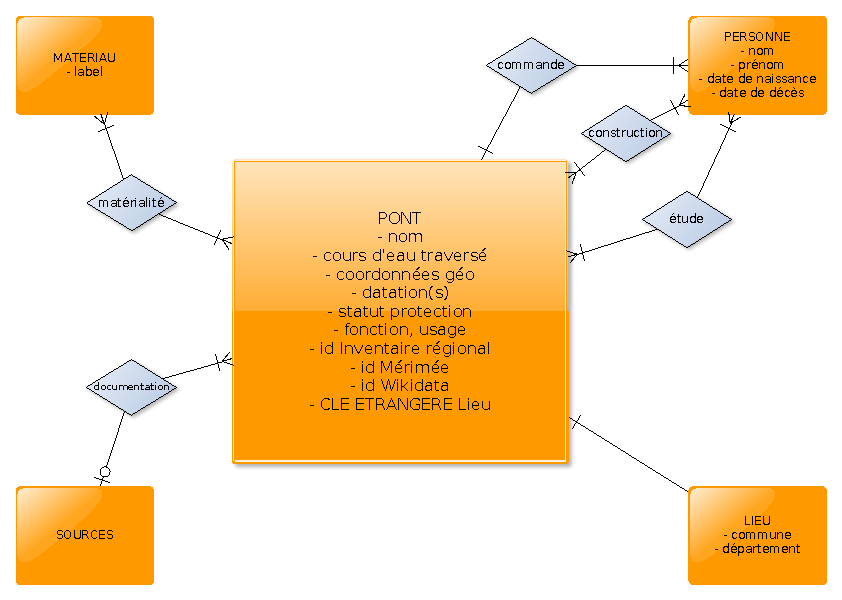 MATERIAU
- label
commande
PERSONNE
- nom
- prénom
- date de naissance
- date de décès
construction
matérialité
étude
PONT
- nom
- cours d'eau traversé
- coordonnées géo
- datation(s)
- statut protection
- fonction, usage
- id Inventaire régional
- id Mérimée
- id Wikidata
- CLE ETRANGERE Lieu
documentation
SOURCES
LIEU
- commune
- département